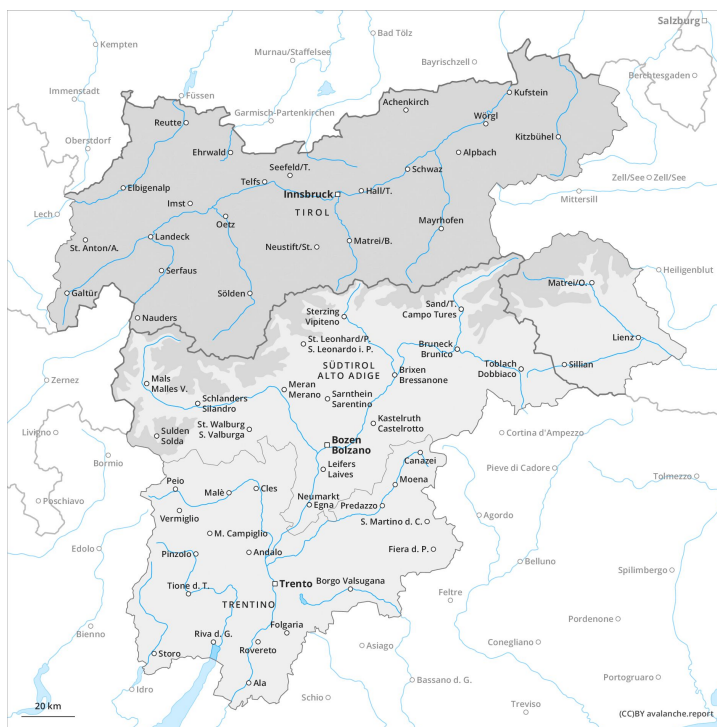 Salzburg
Kempten
Bad Tölz
Murnau/Staffelsee
Bayrischzell
Berchtesgaden
Immenstadt
Füssen
Garmisch-Partenkirchen
Achenkirch
Kufstein
Reutte
Wörgl
Oberstdorf
Ehrwald
Kitzbühel
Alpbach
Seefeld/T.
Schwaz
Telfs
Zell/See
Zell/See
Elbigenalp
Innsbruck
Hall/T.
Mittersill
Imst
Lech
TIROL
Oetz
Mayrhofen
Landeck
St. Anton/A.
Neustift/St.
Matrei/B.
Serfaus
Heiligenblut
Galtür
Sölden
Matrei/O.
Nauders
Sterzing
Vipiteno
Sand/T.
Campo Tures
St. Leonhard/P.
S. Leonardo i. P.
Bruneck
Brunico
Lienz
SÜDTIROL
ALTO ADIGE
Brixen
Bressanone
Toblach
Dobbiaco
Sillian
Zernez
Mals
Malles V.
Meran
Merano
Schlanders
Silandro
Sarnthein
Sarentino
St. Walburg
S. Valburga
Kastelruth
Castelrotto
Livigno
Sulden
Solda
Cortina d'Ampezzo
Bozen
Bolzano
Bormio
Canazei
Pieve di Cadore
Leifers
Laives
Tolmezzo
Peio
Malè
Cles
Moena
Poschiavo
Neumarkt
Egna
Predazzo
Vermiglio
Agordo
S. Martino d. C.
M. Campiglio
Edolo
Pinzolo
Andalo
Fiera d. P.
Belluno
Spilimbergo
Trento
Borgo Valsugana
Tione d. T.
Feltre
TRENTINO
Pordenone
Folgaria
Bienno
Riva d. G.
Rovereto
Asiago
Conegliano
Storo
Portogruaro
Ala
Bassano d. G.
Idro
Schio
Treviso
20 km
(CC)BY avalanche.report